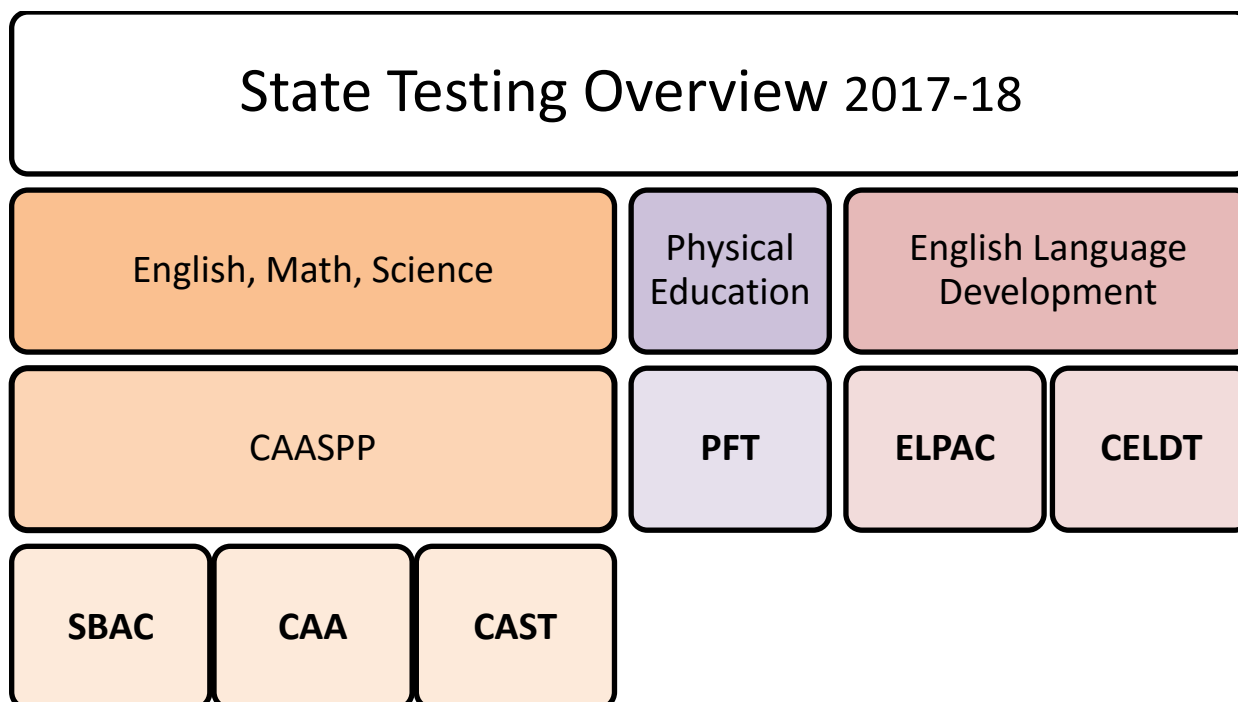 State Testing Overview 2017-18
English, Math, Science
Physical
Education
English Language
Development
CAASPP
PFT
ELPAC
CELDT
SBAC
CAA
CAST